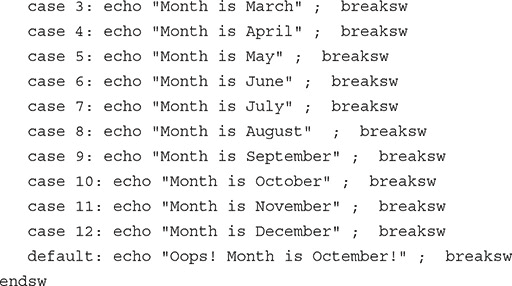 case 3: echo "Month is March" ;  breaksw
case 4: echo "Month is April" ;  breaksw
case 5: echo "Month is May" ;  breaksw
case 6: echo "Month is June" ;  breaksw
case 7: echo "Month is July" ;  breaksw
case 8: echo "Month is August"  ;  breaksw
case 9: echo "Month is September" ;  breaksw
case 10: echo "Month is October" ;  breaksw
case 11: echo "Month is November" ;  breaksw
case 12: echo "Month is December" ;  breaksw
default: echo "Oops! Month is Octember!" ;  breaksw
endsw